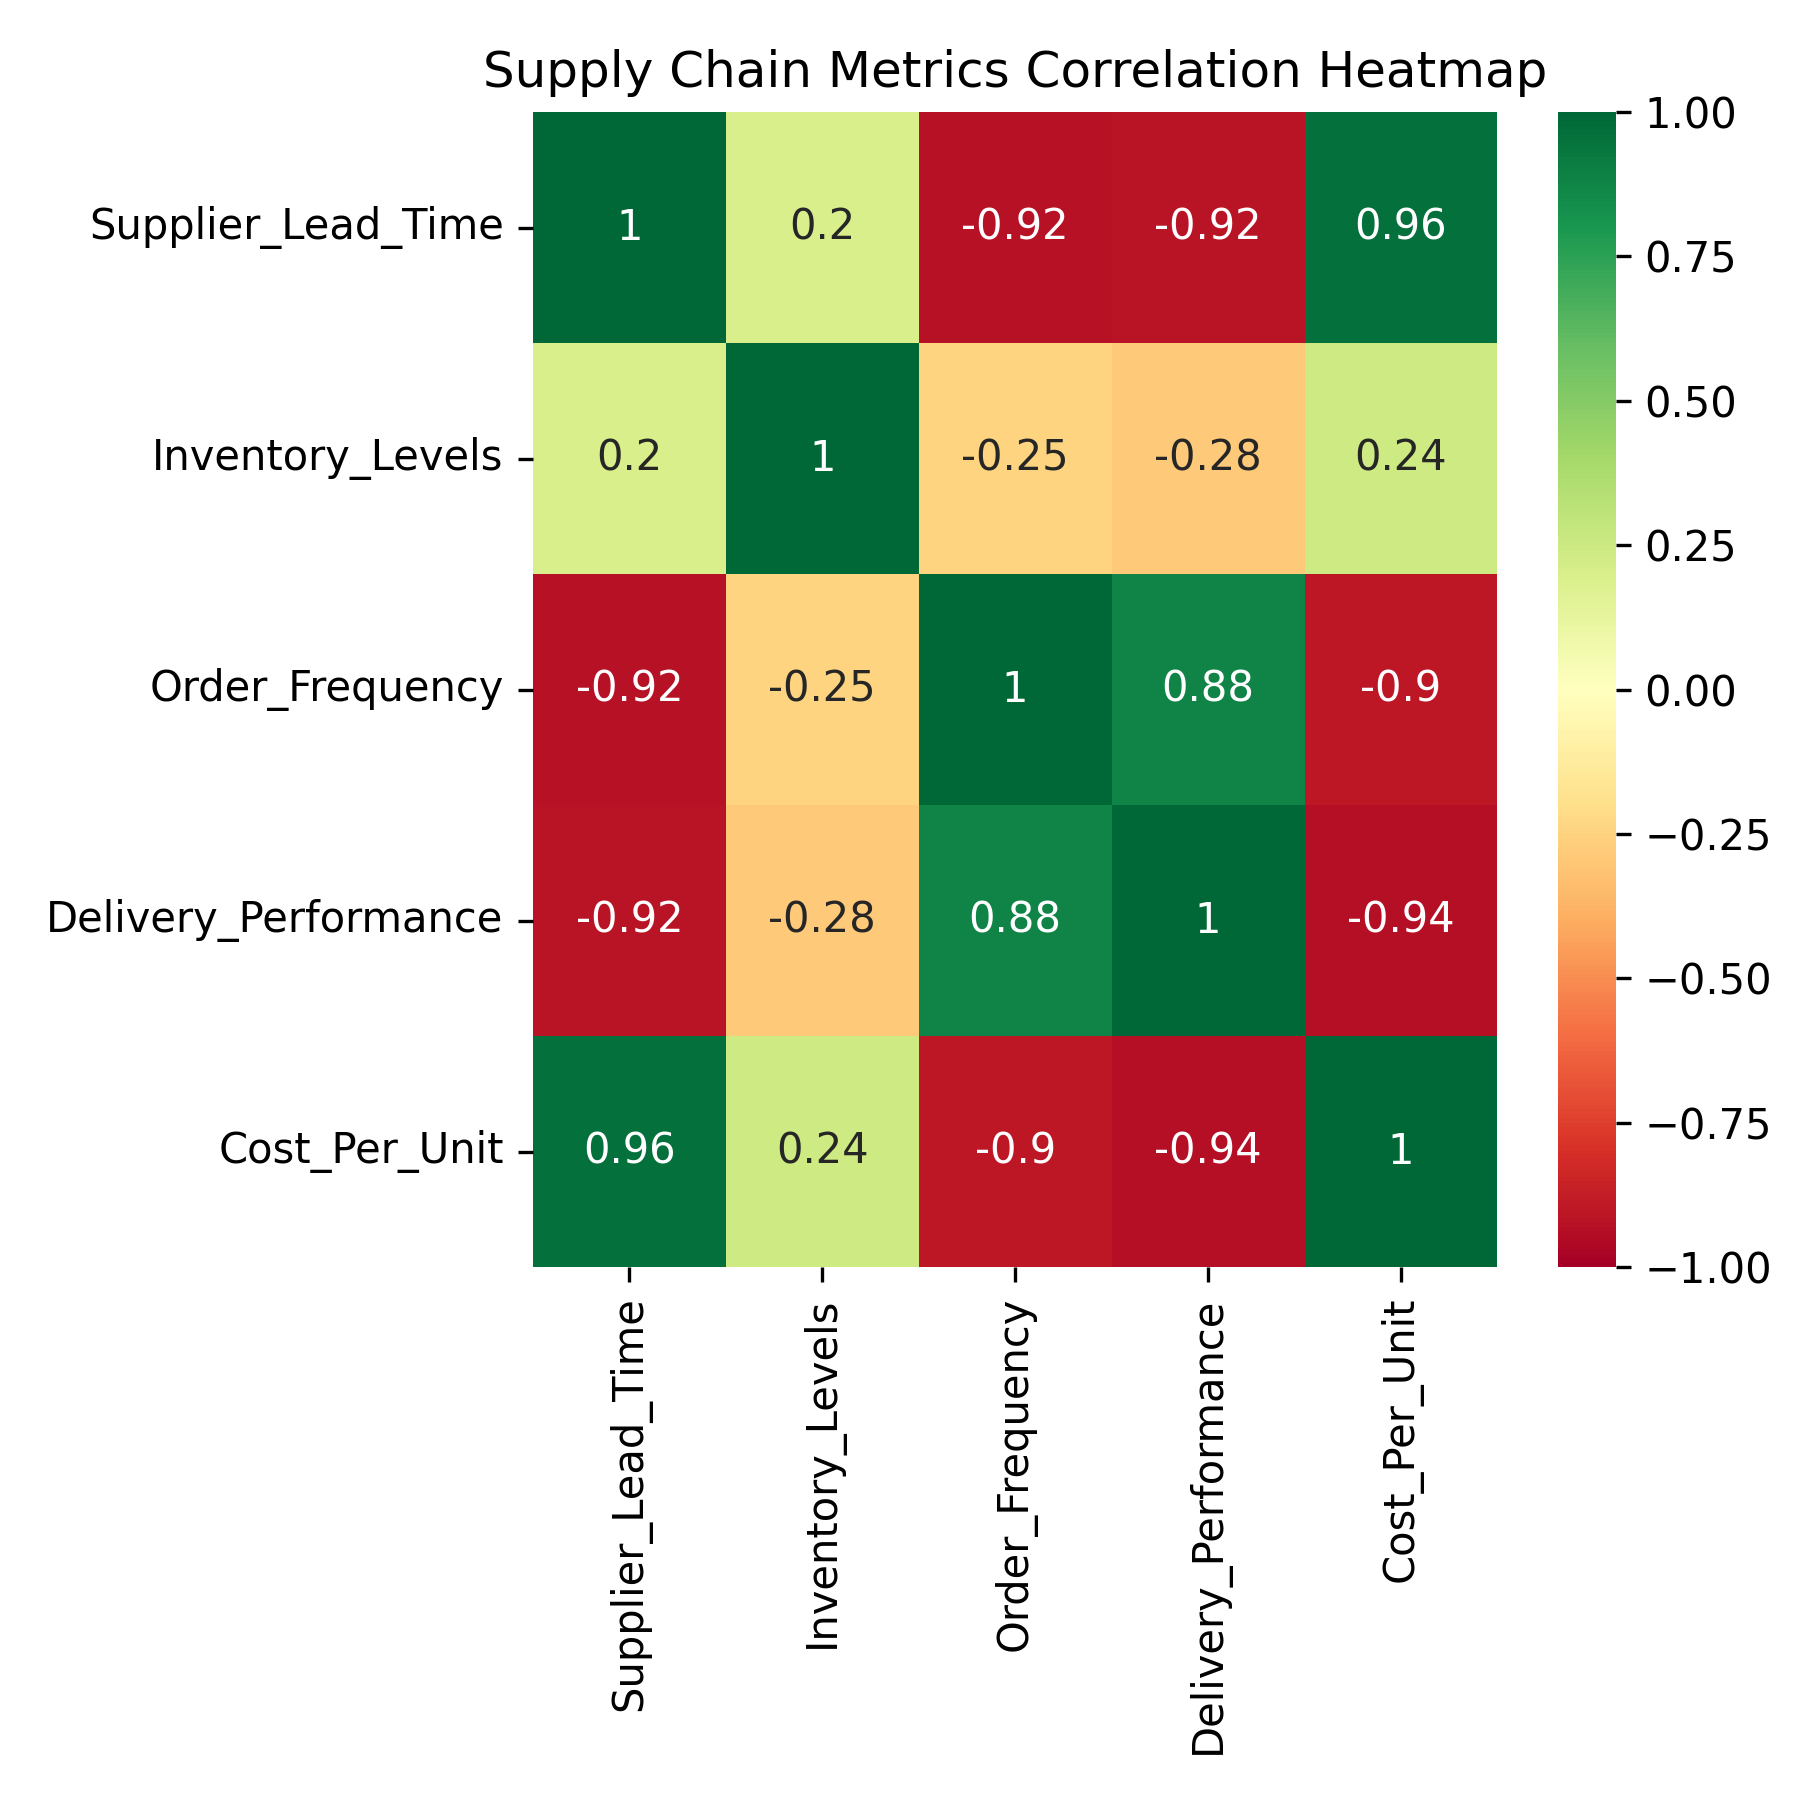 Supply Chain Metrics Correlation Heatmap
Supplier_Lead_Time 1 0.2 -0.92 -0.92 0.96
Inventory_Levels 0.2 1 -0.25 -0.28 0.24
Order_Frequency -0.92 -0.25 1 0.88 -0.9
Delivery_Performance -0.92 -0.28 0.88 1 -0.94
Cost_Per_Unit 0.96 0.24 -0.9 -0.94 1
Supplier_Lead_Time
Inventory_Levels
Order_Frequency
Delivery_Performance
Cost_Per_Unit
1.00
0.75
0.50
0.25
0.00
−0.25
−0.50
−0.75
−1.00